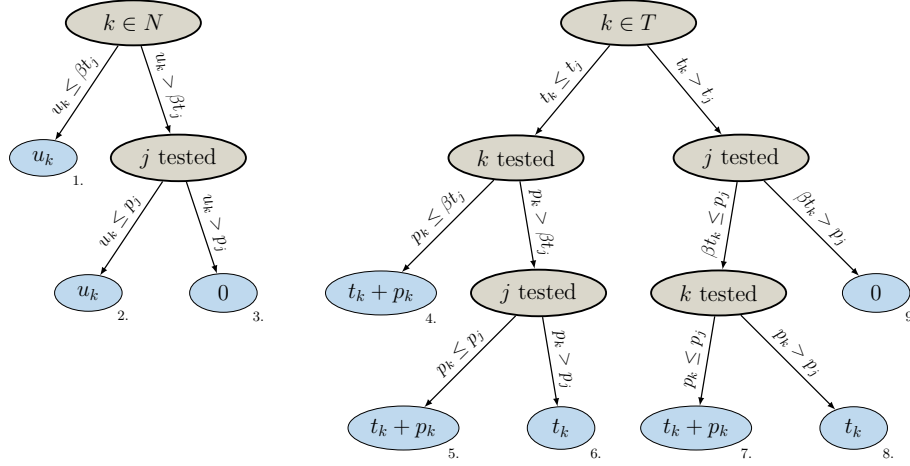 k ∈ N
k ∈ T
u_k ≤ βt_j
u_k > βt_j
t_k ≤ t_j
t_k > t_j
u_k
1.
j tested
k tested
j tested
u_k ≤ p_j
u_k > p_j
p_k ≤ βt_j
p_k > βt_j
βt_k ≤ p_j
βt_k > p_j
u_k
2.
0
3.
t_k + p_k
4.
j tested
k tested
0
9.
p_k ≤ p_j
p_k > p_j
p_k ≤ p_j
p_k > p_j
t_k + p_k
5.
t_k
6.
t_k + p_k
7.
t_k
8.